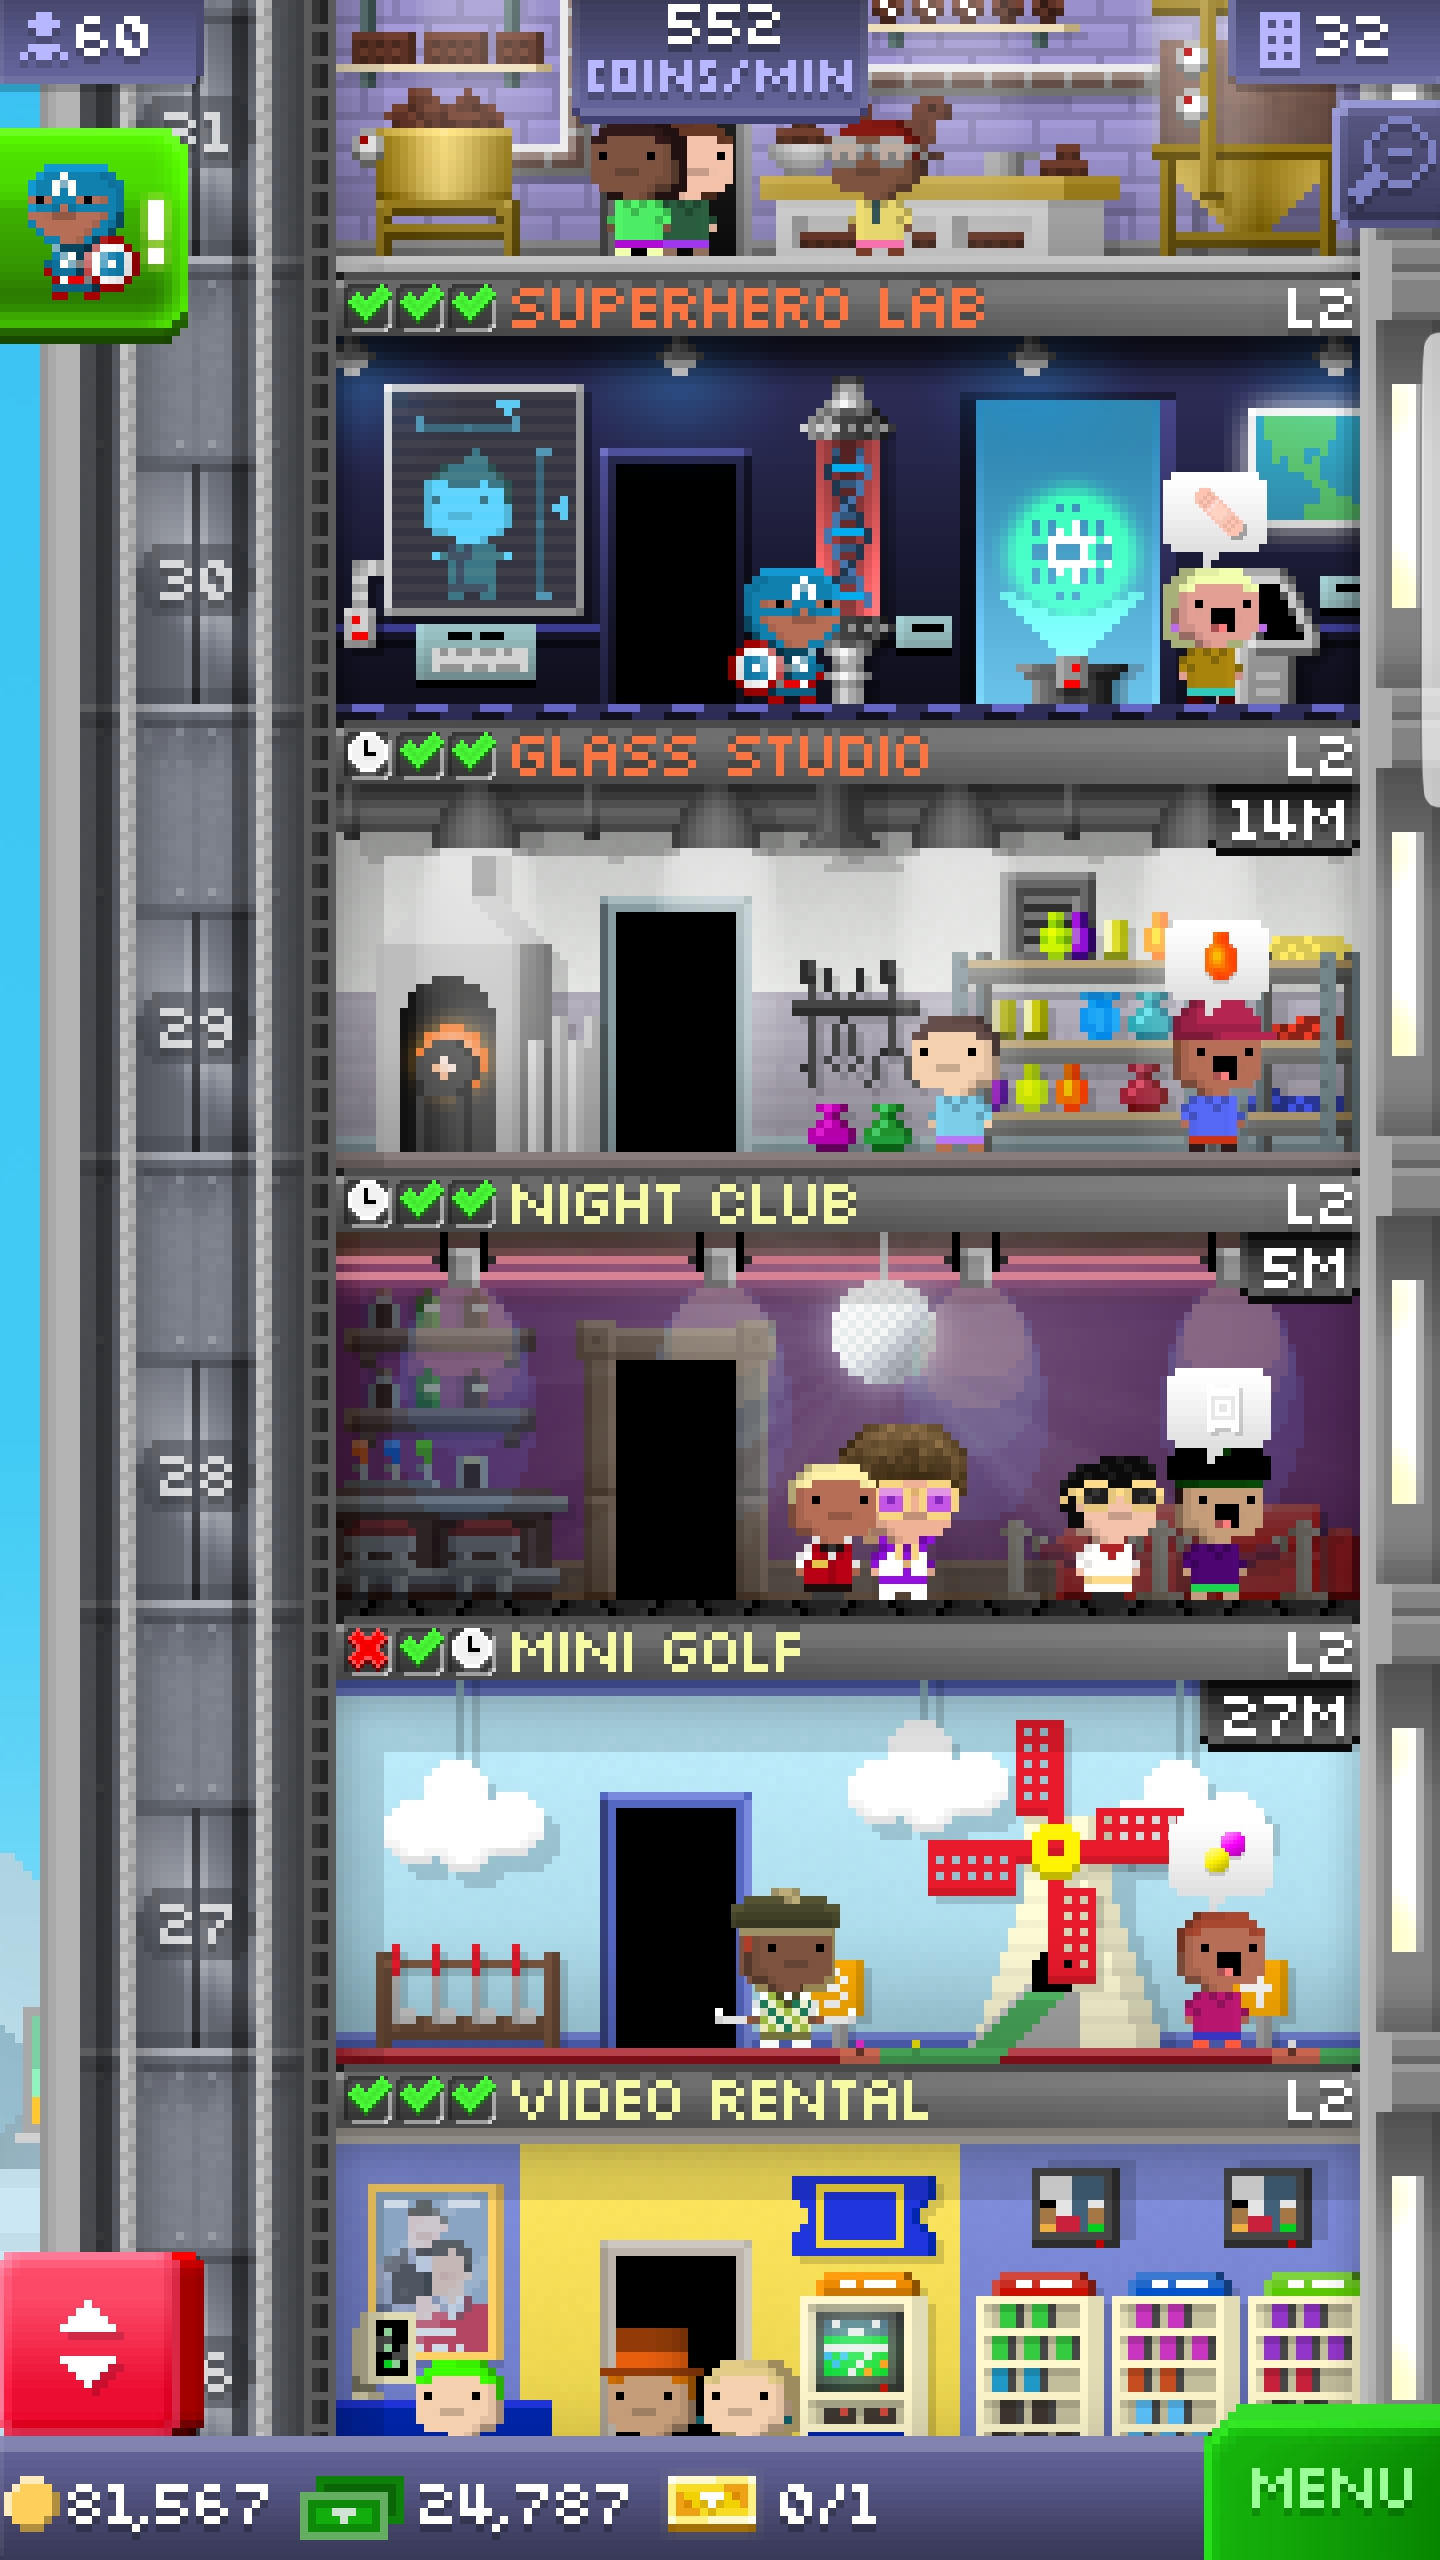 60
552
COINS/MIN
32
31
!
SUPERHERO LAB L2
30
GLASS STUDIO L2
14M
29
NIGHT CLUB L2
5M
28
MINI GOLF L2
27M
27
VIDEO RENTAL L2
81,567 24,787 0/1
MENU